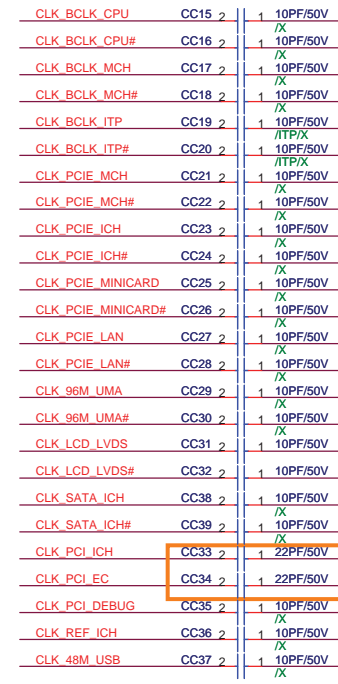 CLK_BCLK_CPU CC15 2 1 10PF/50V
/X
CLK_BCLK_CPU# CC16 2 1 10PF/50V
/X
CLK_BCLK_MCH CC17 2 1 10PF/50V
/X
CLK_BCLK_MCH# CC18 2 1 10PF/50V
/X
CLK_BCLK_ITP CC19 2 1 10PF/50V
/ITP/X
CLK_BCLK_ITP# CC20 2 1 10PF/50V
/ITP/X
CLK_PCIE_MCH CC21 2 1 10PF/50V
/X
CLK_PCIE_MCH# CC22 2 1 10PF/50V
/X
CLK_PCIE_ICH CC23 2 1 10PF/50V
/X
CLK_PCIE_ICH# CC24 2 1 10PF/50V
/X
CLK_PCIE_MINICARD CC25 2 1 10PF/50V
/X
CLK_PCIE_MINICARD# CC26 2 1 10PF/50V
/X
CLK_PCIE_LAN CC27 2 1 10PF/50V
/X
CLK_PCIE_LAN# CC28 2 1 10PF/50V
/X
CLK_96M_UMA CC29 2 1 10PF/50V
/X
CLK_96M_UMA# CC30 2 1 10PF/50V
/X
CLK_LCD_LVDS CC31 2 1 10PF/50V
CLK_LCD_LVDS# CC32 2 1 10PF/50V
CLK_SATA_ICH CC38 2 1 10PF/50V
/X
CLK_SATA_ICH# CC39 2 1 10PF/50V
/X
CLK_PCI_ICH CC33 2 1 22PF/50V
CLK_PCI_EC CC34 2 1 22PF/50V
CLK_PCI_DEBUG CC35 2 1 10PF/50V
/X
CLK_REF_ICH CC36 2 1 10PF/50V
/X
CLK_48M_USB CC37 2 1 10PF/50V
/X